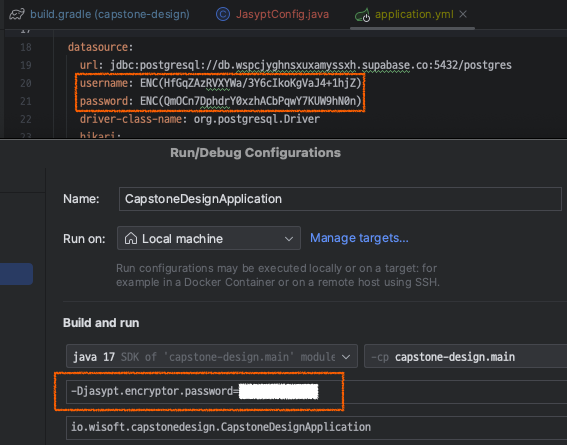 build.gradle (capstone-design)
JasyptConfig.java
application.yml
18 datasource:
19 url: jdbc:postgresql://db.wspcjyghnsxuxamyssxh.supabase.co:5432/postgres
20 username: ENC(HfGqZAzRVXYWa/3Y6cIkoKgVaJ4+1hjZ)
21 password: ENC(QmOCn7DphdrY0xzhACbPqwY7KUW9hN0n)
22 driver-class-name: org.postgresql.Driver
Run/Debug Configurations
Name: CapstoneDesignApplication
Run on: Local machine Manage targets...
Run configurations may be executed locally or on a target: for
example in a Docker Container or on a remote host using SSH.
Build and run
java 17 SDK of 'capstone-design.main' module -cp capstone-design.main
-Djasypt.encryptor.password=
io.wisoft.capstonedesign.CapstoneDesignApplication